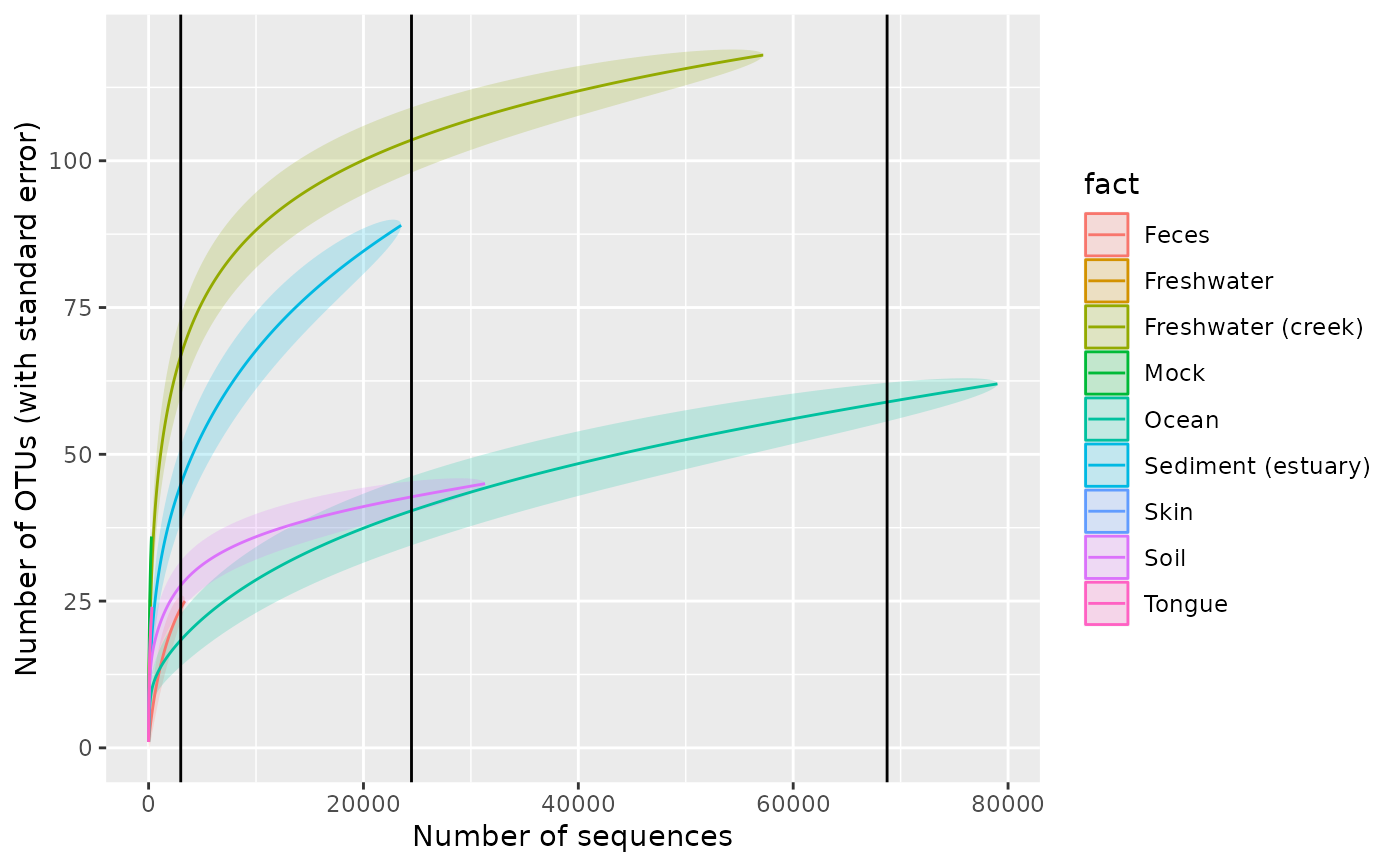 Number of OTUs (with standard error)
100
75
50
25
0
0 20000 40000 60000 80000
Number of sequences
fact
Feces
Freshwater
Freshwater (creek)
Mock
Ocean
Sediment (estuary)
Skin
Soil
Tongue